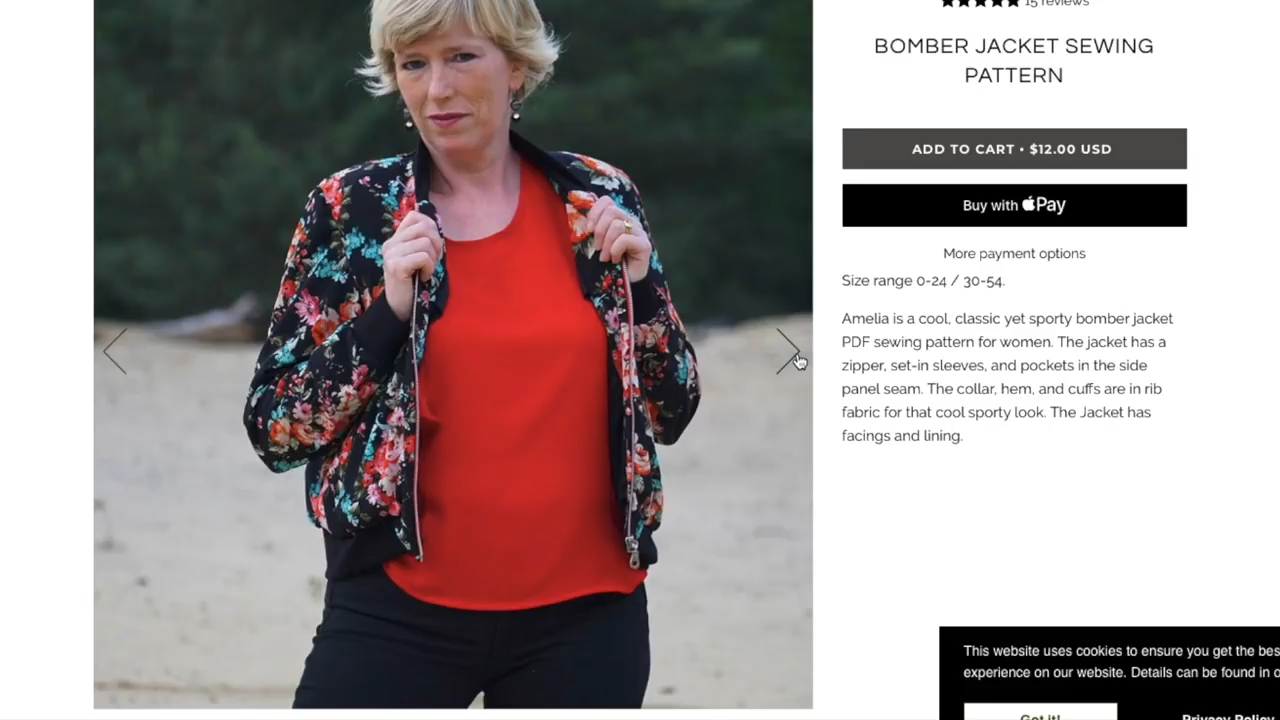 15 reviews
BOMBER JACKET SEWING
PATTERN
ADD TO CART • $12.00 USD
Buy with Pay
More payment options
Size range 0-24 / 30-54.
Amelia is a cool, classic yet sporty bomber jacket
PDF sewing pattern for women. The jacket has a
zipper, set-in sleeves, and pockets in the side
panel seam. The collar, hem, and cuffs are in rib
fabric for that cool sporty look. The Jacket has
facings and lining.
This website uses cookies to ensure you get the bes
experience on our website. Details can be found in o
Got it! Privacy Policy